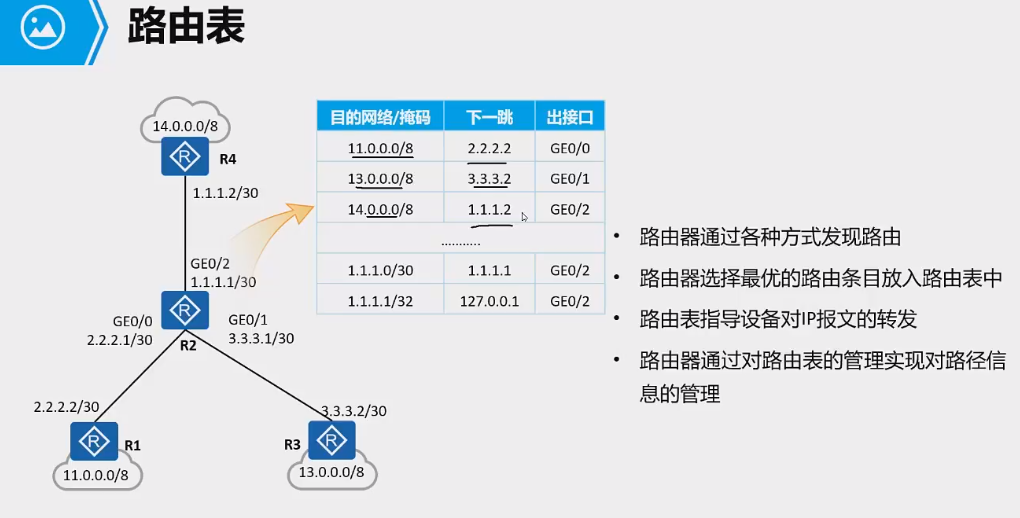 路由表
14.0.0.0/8
R
R4
1.1.1.2/30
GE0/2
1.1.1.1/30
GE0/0
2.2.2.1/30
R
R2
GE0/1
3.3.3.1/30
2.2.2.2/30
R
R1
11.0.0.0/8
3.3.3.2/30
R3
R
13.0.0.0/8
目的网络/掩码 下一跳 出接口
11.0.0.0/8 2.2.2.2 GE0/0
13.0.0.0/8 3.3.3.2 GE0/1
14.0.0.0/8 1.1.1.2 GE0/2
...........
1.1.1.0/30 1.1.1.1 GE0/2
1.1.1.1/32 127.0.0.1 GE0/2
• 路由器通过各种方式发现路由
• 路由器选择最优的路由条目放入路由表中
• 路由表指导设备对IP报文的转发
• 路由器通过对路由表的管理实现对路径信
息的管理